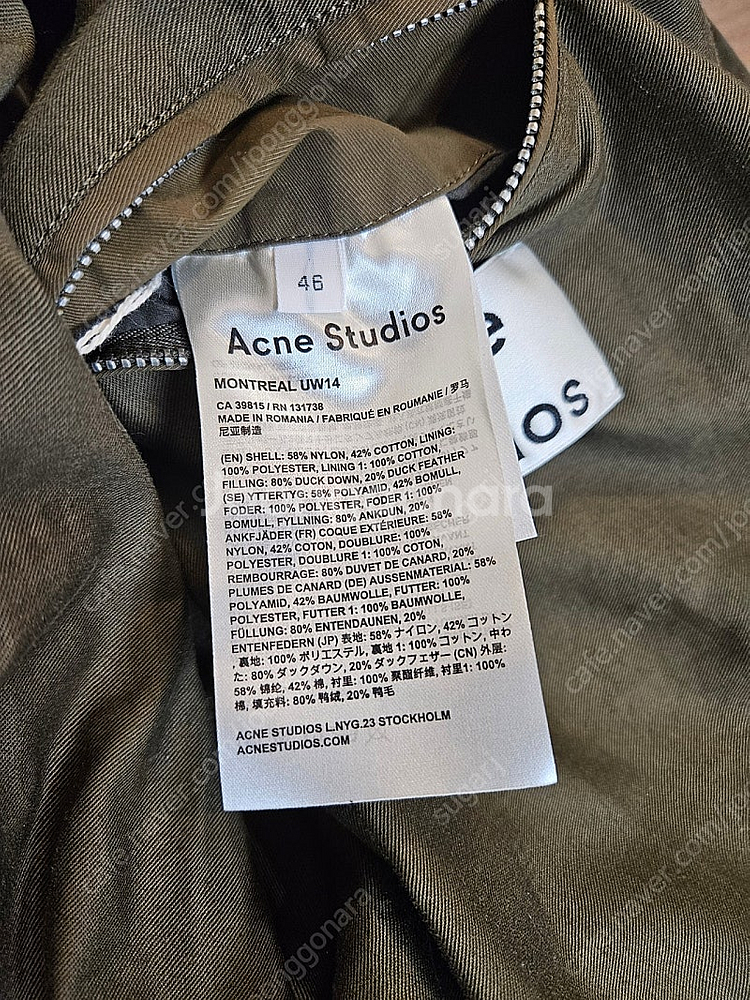 46
Acne Studios
MONTREAL UW14
CA 39815 / RN 131738
MADE IN ROMANIA / FABRIQUÉ EN ROUMANIE / 罗马
尼亚制造
(EN) SHELL: 58% NYLON, 42% COTTON, LINING:
100% POLYESTER, LINING 1: 100% COTTON,
FILLING: 80% DUCK DOWN, 20% DUCK FEATHER
(SE) YTTERTYG: 58% POLYAMID, 42% BOMULL,
FODER: 100% POLYESTER, FODER 1: 100%
BOMULL, FYLLNING: 80% ANKDUN, 20%
ANKFJÄDER (FR) COQUE EXTÉRIEURE: 58%
NYLON, 42% COTON, DOUBLURE: 100%
POLYESTER, DOUBLURE 1: 100% COTON,
REMBOURRAGE: 80% DUVET DE CANARD, 20%
PLUMES DE CANARD (DE) AUSSENMATERIAL: 58%
POLYAMID, 42% BAUMWOLLE, FUTTER: 100%
POLYESTER, FUTTER 1: 100% BAUMWOLLE,
FÜLLUNG: 80% ENTENDAUNEN, 20%
ENTENFEDERN (JP) 表地: 58% ナイロン, 42% コットン
, 裏地: 100% ポリエステル, 裏地 1: 100% コットン, 中わ
た: 80% ダックダウン, 20% ダックフェザー (CN) 外层:
58% 锦纶, 42% 棉, 衬里: 100% 聚酯纤维, 衬里1: 100%
棉, 填充料: 80% 鸭绒, 20% 鸭毛
ACNE STUDIOS L.NYG.23 STOCKHOLM
ACNESTUDIOS.COM